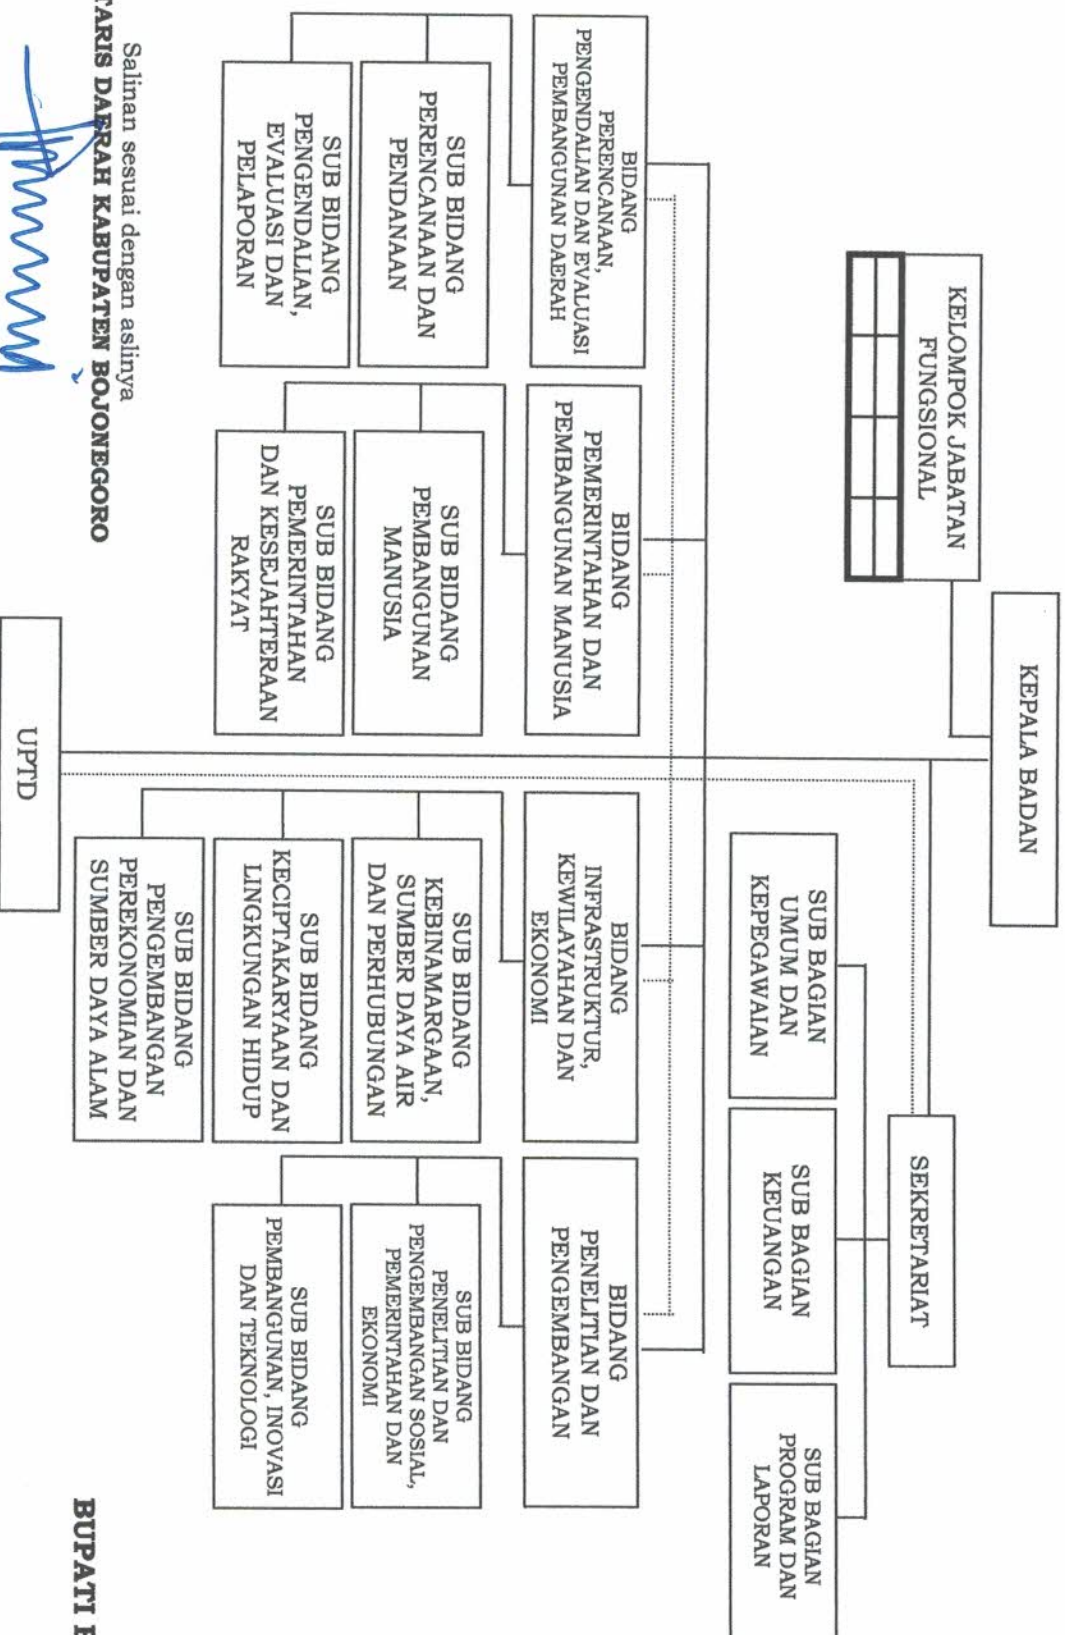 KEPALA BADAN
KELOMPOK JABATAN
FUNGSIONAL
SEKRETARIAT
SUB BAGIAN
UMUM DAN
KEPEGAWAIAN
SUB BAGIAN
KEUANGAN
SUB BAGIAN
PROGRAM DAN
LAPORAN
BIDANG
PERENCANAAN,
PENGENDALIAN DAN EVALUASI
PEMBANGUNAN DAERAH
SUB BIDANG
PERENCANAAN DAN
PENDANAAN
SUB BIDANG
PENGENDALIAN,
EVALUASI DAN
PELAPORAN
BIDANG
PEMERINTAHAN DAN
PEMBANGUNAN MANUSIA
SUB BIDANG
PEMBANGUNAN
MANUSIA
SUB BIDANG
PEMERINTAHAN
DAN KESEJAHTERAAN
RAKYAT
BIDANG
INFRASTRUKTUR,
KEWILAYAHAN DAN
EKONOMI
SUB BIDANG
KEBINAMARGAAN,
SUMBER DAYA AIR
DAN PERHUBUNGAN
SUB BIDANG
KECIPTAKARYAAN DAN
LINGKUNGAN HIDUP
SUB BIDANG
PENGEMBANGAN
PEREKONOMIAN DAN
SUMBER DAYA ALAM
BIDANG
PENELITIAN DAN
PENGEMBANGAN
SUB BIDANG
PENELITIAN DAN
PENGEMBANGAN SOSIAL,
PEMERINTAHAN DAN
EKONOMI
SUB BIDANG
PEMBANGUNAN, INOVASI
DAN TEKNOLOGI
UPTD
Salinan sesuai dengan aslinya
TARIS DAERAH KABUPATEN BOJONEGORO
BUPATI